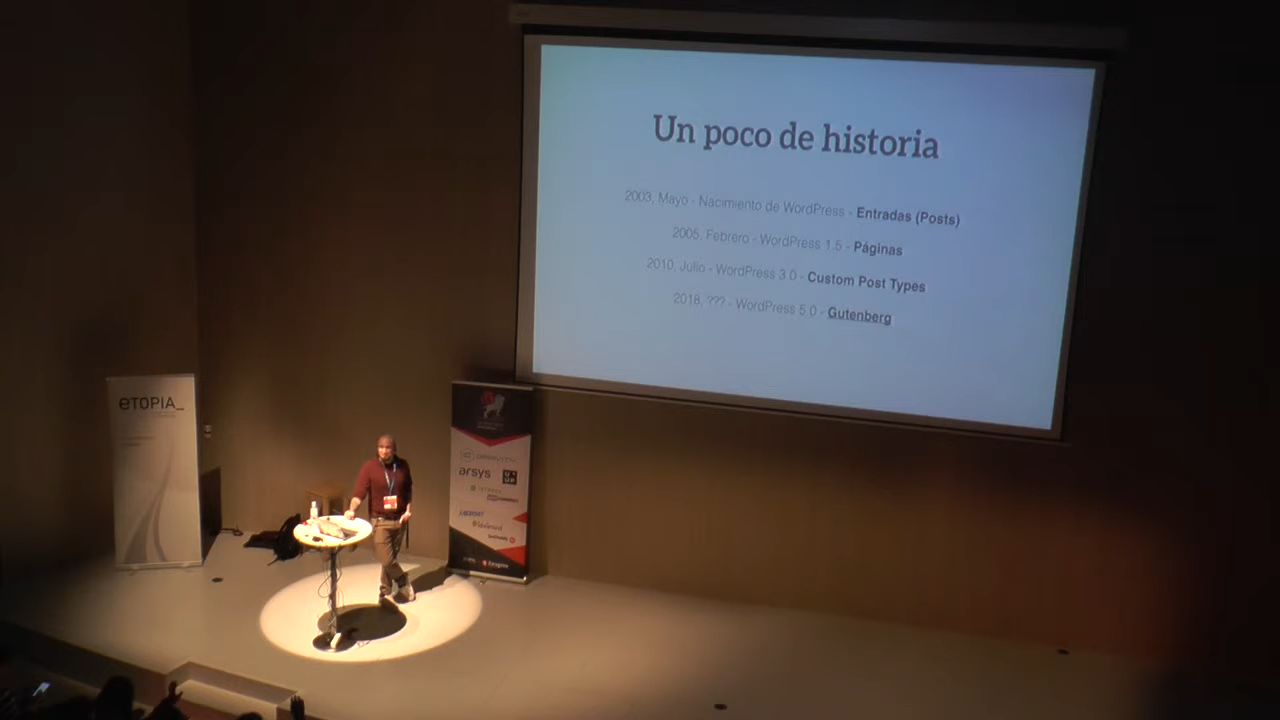 Un poco de historia
2003, Mayo - Nacimiento de WordPress - Entradas (Posts)
2005, Febrero - WordPress 1.5 - Páginas
2010, Julio - WordPress 3.0 - Custom Post Types
2018, ??? - WordPress 5.0 - Gutenberg
eTOPIA_
arsys